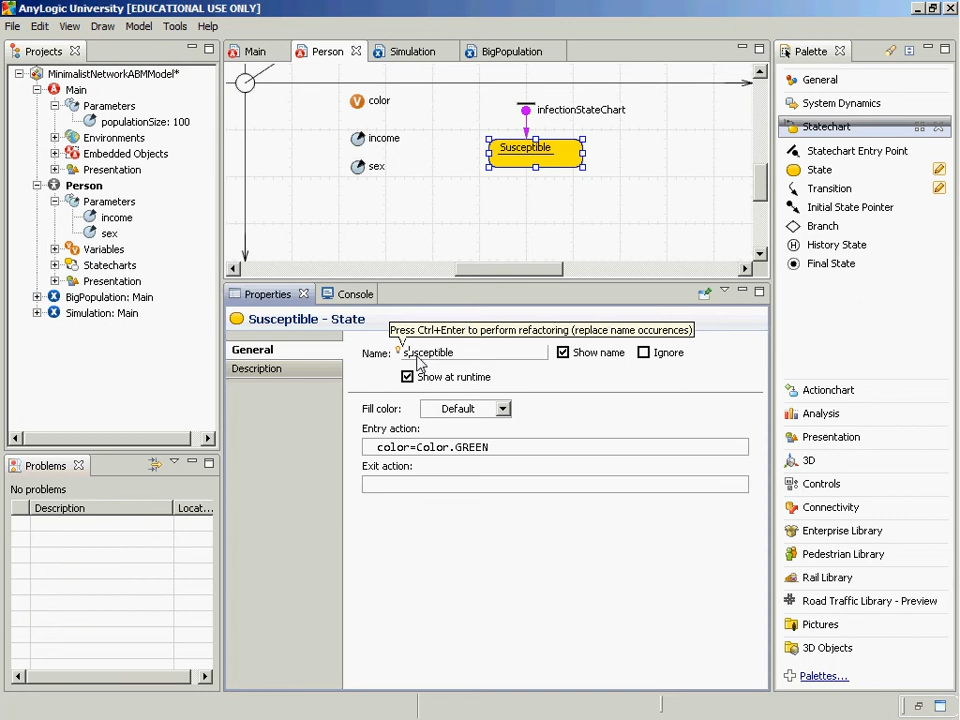 AnyLogic University [EDUCATIONAL USE ONLY]
File Edit View Draw Model Tools Help
Projects
MinimalistNetworkABMModel*
Main
Parameters
populationSize: 100
Environments
Embedded Objects
Presentation
Person
Parameters
income
sex
Variables
Statecharts
Presentation
BigPopulation: Main
Simulation: Main
Problems
No problems
Description Locat...
Main Person Simulation BigPopulation
color
income
sex
infectionStateChart
Susceptible
Properties Console
Susceptible - State
Press Ctrl+Enter to perform refactoring (replace name occurences)
General
Description
Name: susceptible Show name Ignore
Show at runtime
Fill color: Default
Entry action:
color=Color.GREEN
Exit action:
Palette
General
System Dynamics
Statechart
Statechart Entry Point
State
Transition
Initial State Pointer
Branch
History State
Final State
Actionchart
Analysis
Presentation
3D
Controls
Connectivity
Enterprise Library
Pedestrian Library
Rail Library
Road Traffic Library - Preview
Pictures
3D Objects
Palettes...